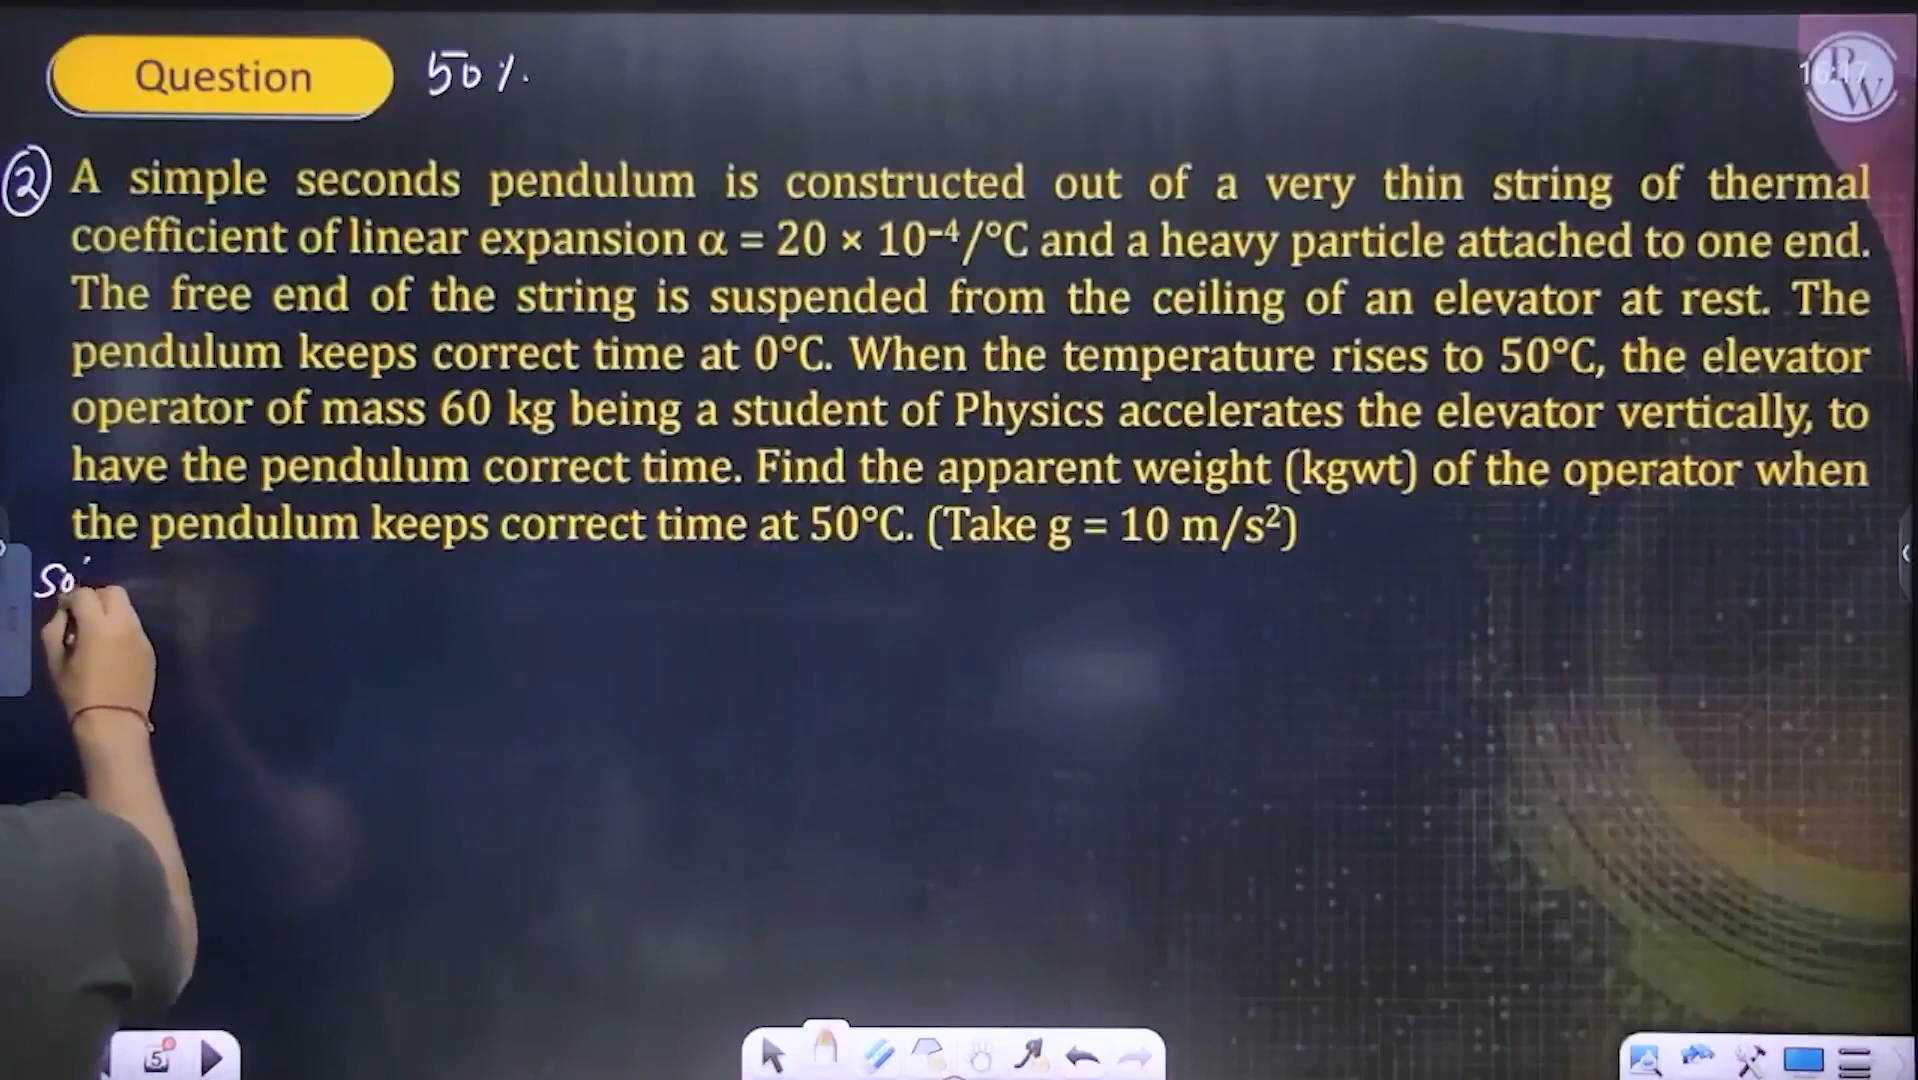 Question 50 %.
② A simple seconds pendulum is constructed out of a very thin string of thermal
coefficient of linear expansion α = 20 × 10⁻⁴/°C and a heavy particle attached to one end.
The free end of the string is suspended from the ceiling of an elevator at rest. The
pendulum keeps correct time at 0°C. When the temperature rises to 50°C, the elevator
operator of mass 60 kg being a student of Physics accelerates the elevator vertically, to
have the pendulum correct time. Find the apparent weight (kgwt) of the operator when
the pendulum keeps correct time at 50°C. (Take g = 10 m/s²)
So
5